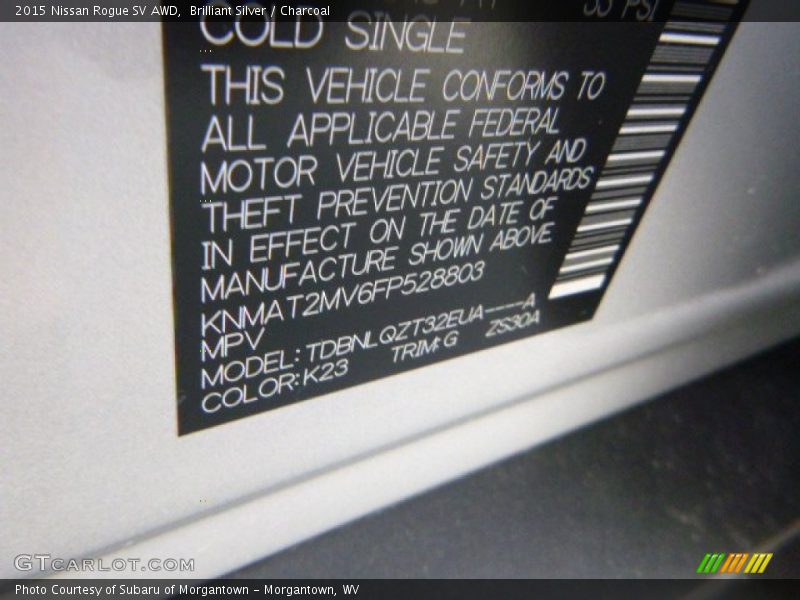 2015 Nissan Rogue SV AWD, Brilliant Silver / Charcoal
35 PSI
COLD SINGLE
THIS VEHICLE CONFORMS TO
ALL APPLICABLE FEDERAL
MOTOR VEHICLE SAFETY AND
THEFT PREVENTION STANDARDS
IN EFFECT ON THE DATE OF
MANUFACTURE SHOWN ABOVE
KNMAT2MV6FP528803
MPV
MODEL: TDBNLQZT32EUA----A
COLOR:K23 TRIM:G ZS30A
GTCARLOT.COM
Photo Courtesy of Subaru of Morgantown - Morgantown, WV